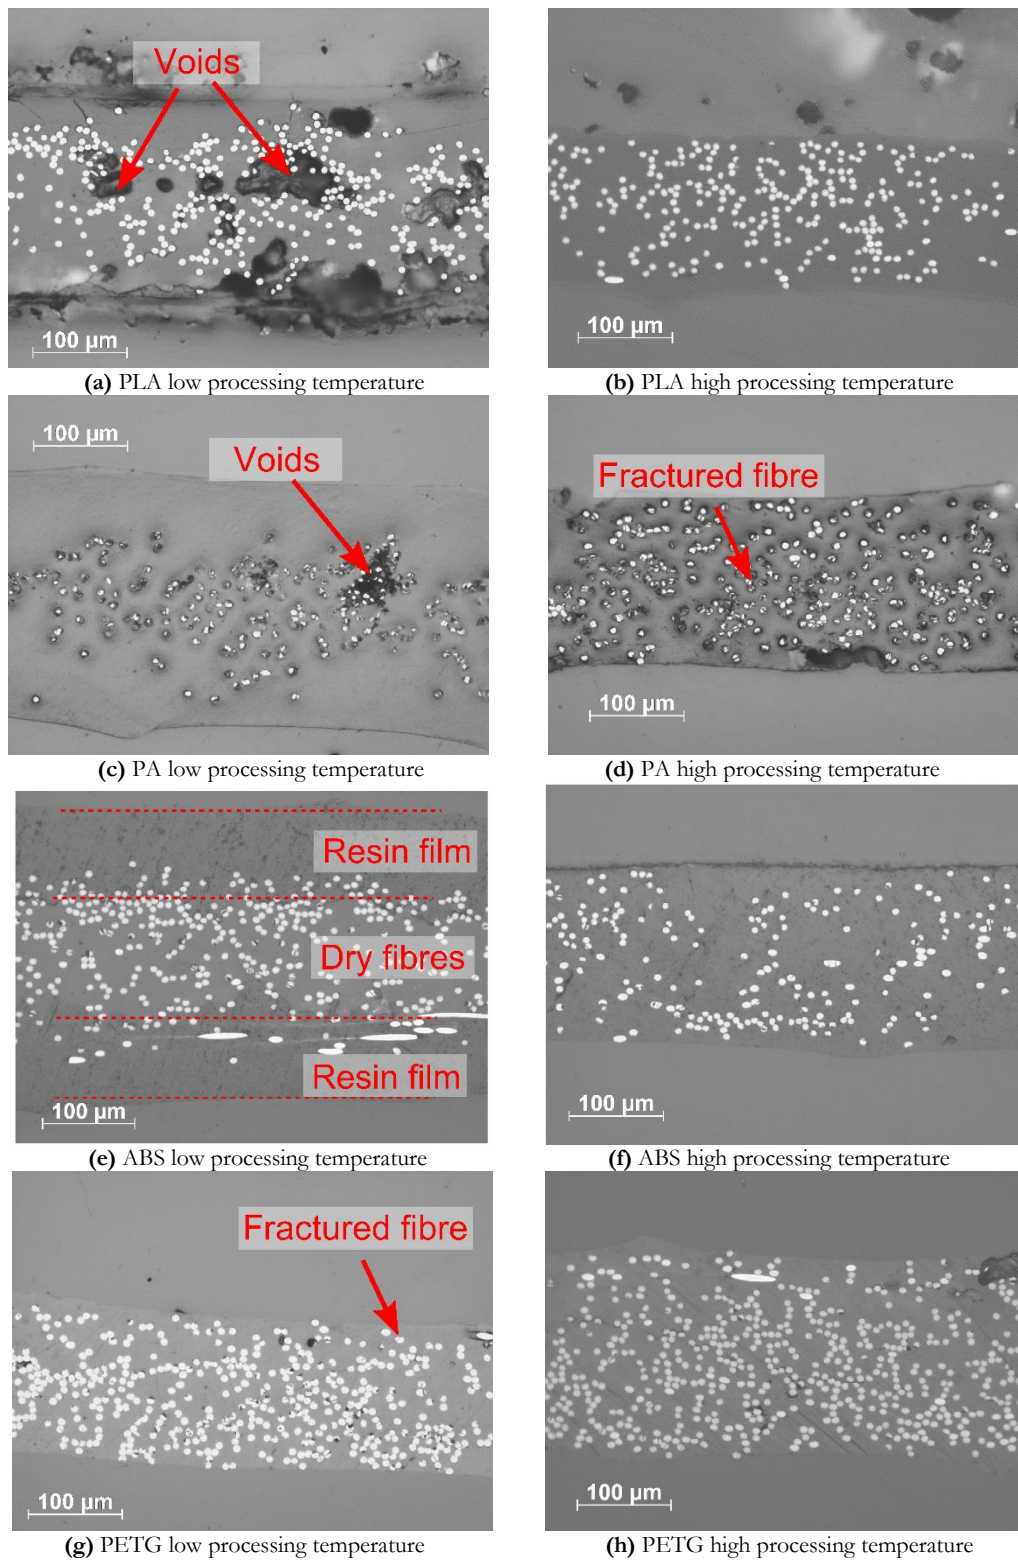 Voids
100 µm
(a) PLA low processing temperature
100 µm
(b) PLA high processing temperature
100 µm
Voids
(c) PA low processing temperature
Fractured fibre
100 µm
(d) PA high processing temperature
Resin film
Dry fibres
Resin film
100 µm
(e) ABS low processing temperature
100 µm
(f) ABS high processing temperature
Fractured fibre
100 µm
(g) PETG low processing temperature
100 µm
(h) PETG high processing temperature